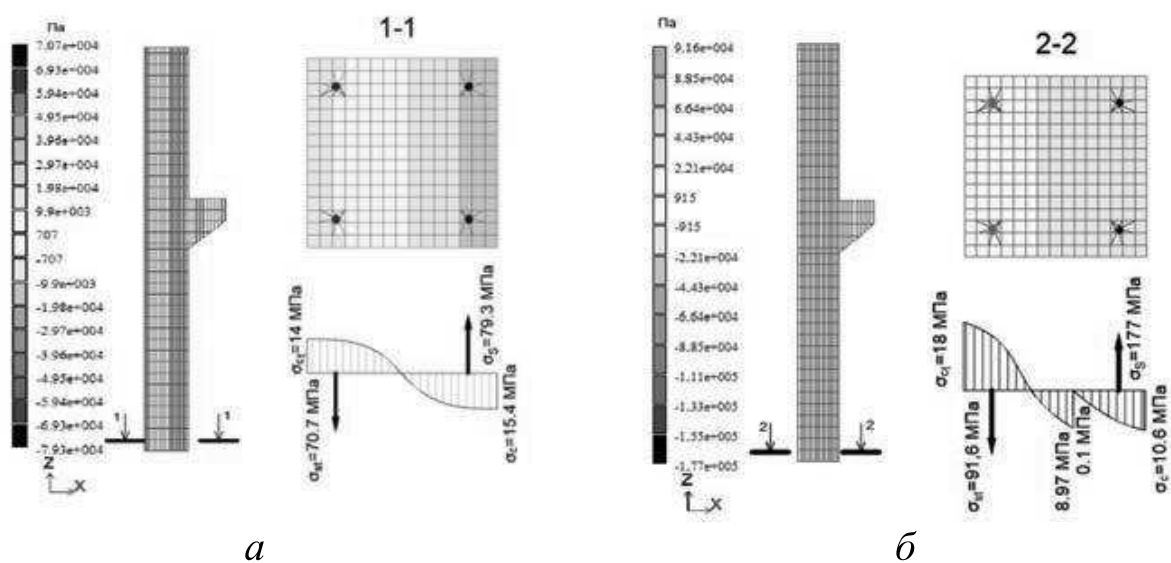 Па
7.07e+004
6.93e+004
5.94e+004
4.95e+004
3.96e+004
2.97e+004
1.98e+004
9.9e+003
707
-707
-9.9e+003
-1.98e+004
-2.97e+004
-3.96e+004
-4.95e+004
-5.94e+004
-6.93e+004
-7.93e+004
1
1
Z
X
1-1
σct=14 МПа
σst=70.7 МПа
σS=79.3 МПа
σc=15.4 МПа
а
Па
9.16e+004
8.85e+004
6.64e+004
4.43e+004
2.21e+004
915
-915
-2.21e+004
-4.43e+004
-6.64e+004
-8.85e+004
-1.11e+005
-1.33e+005
-1.55e+005
-1.77e+005
2
2
Z
X
2-2
σct=18 МПа
σst=91,6 МПа
8.97 МПа
0.1 МПа
σS=177 МПа
σc=10.6 МПа
б